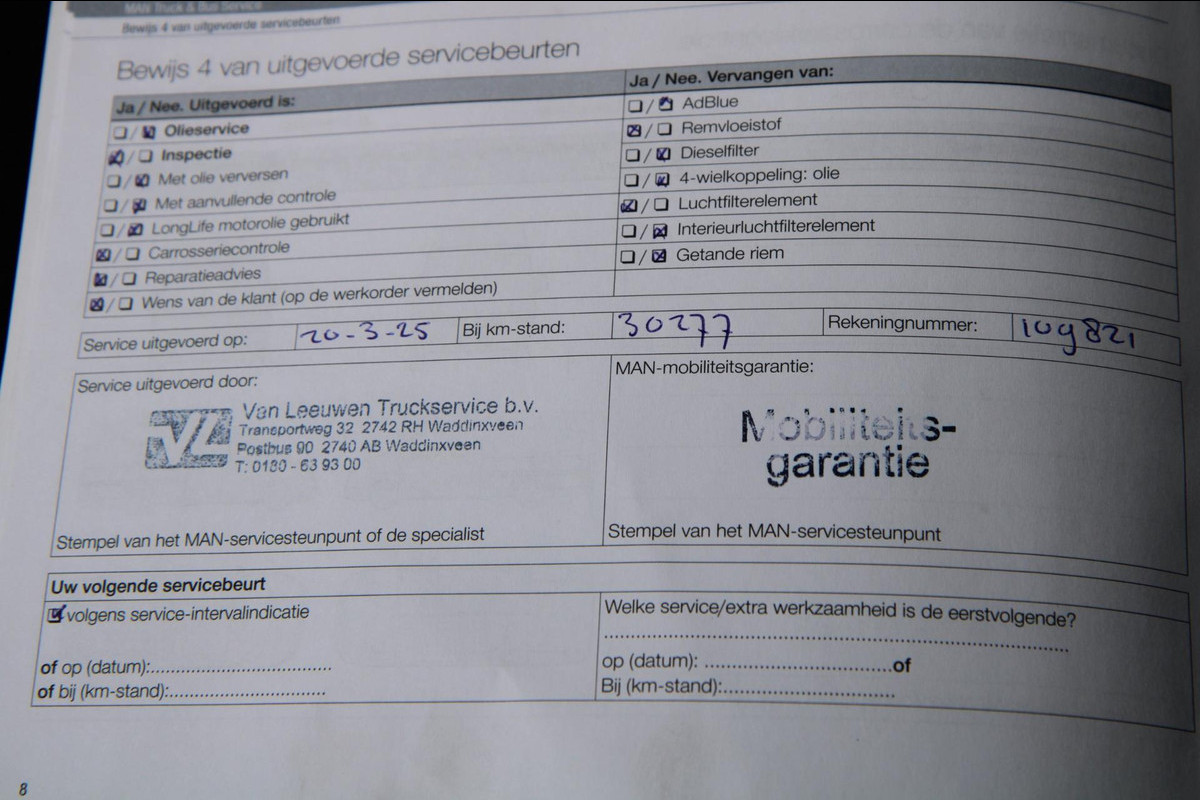 MAN Truck & Bus Service
Bewijs 4 van uitgevoerde servicebeurten
Bewijs 4 van uitgevoerde servicebeurten
Ja / Nee. Uitgevoerd is:
☐ / ☒ Olieservice
☒ / ☐ Inspectie
☐ / ☒ Met olie verversen
☐ / ☒ Met aanvullende controle
☐ / ☒ LongLife motorolie gebruikt
☒ / ☐ Carrosseriecontrole
☒ / ☐ Reparatieadvies
☒ / ☐ Wens van de klant (op de werkorder vermelden)
Ja / Nee. Vervangen van:
☐ / ☒ AdBlue
☒ / ☐ Remvloeistof
☐ / ☒ Dieselfilter
☐ / ☒ 4-wielkoppeling: olie
☒ / ☐ Luchtfilterelement
☐ / ☒ Interieurluchtfilterelement
☐ / ☒ Getande riem
Service uitgevoerd op: 20-3-25 Bij km-stand: 30277 Rekeningnummer: 109821
Service uitgevoerd door:
VL
Van Leeuwen Truckservice b.v.
Transportweg 32 2742 RH Waddinxveen
Postbus 90 2740 AB Waddinxveen
T: 0180 - 63 93 00
Stempel van het MAN-servicesteunpunt of de specialist
MAN-mobiliteitsgarantie:
Mobiliteits-
garantie
Stempel van het MAN-servicesteunpunt
Uw volgende servicebeurt
☒ volgens service-intervalindicatie
of op (datum):..................................
of bij (km-stand):.............................
Welke service/extra werkzaamheid is de eerstvolgende?
................................................................................
op (datum): ..................................of
Bij (km-stand):................................
8